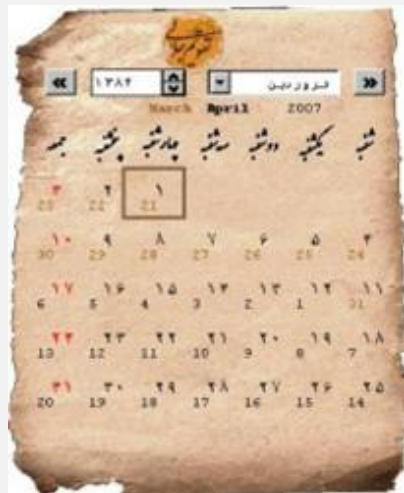 فروردین ۱۳۸۶
March April 2007
شنبه یکشنبه دوشنبه سه‌شنبه چهارشنبه پنجشنبه جمعه
۱ ۲ ۳
21 22 23
۴ ۵ ۶ ۷ ۸ ۹ ۱۰
24 25 26 27 28 29 30
۱۱ ۱۲ ۱۳ ۱۴ ۱۵ ۱۶ ۱۷
31 1 2 3 4 5 6
۱۸ ۱۹ ۲۰ ۲۱ ۲۲ ۲۳ ۲۴
7 8 9 10 11 12 13
۲۵ ۲۶ ۲۷ ۲۸ ۲۹ ۳۰ ۳۱
14 15 16 17 18 19 20